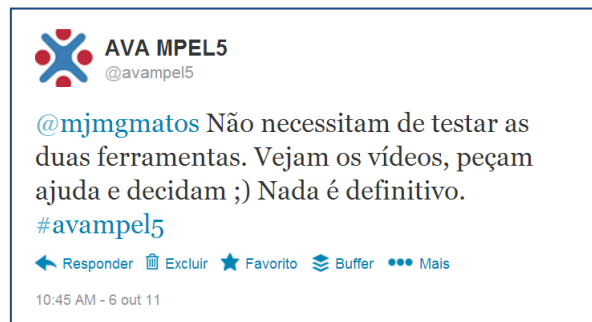 AVA MPEL5
@avampel5
@mjmgmatos Não necessitam de testar as
duas ferramentas. Vejam os vídeos, peçam
ajuda e decidam ;) Nada é definitivo.
#avampel5
Responder Excluir Favorito Buffer Mais
10:45 AM - 6 out 11